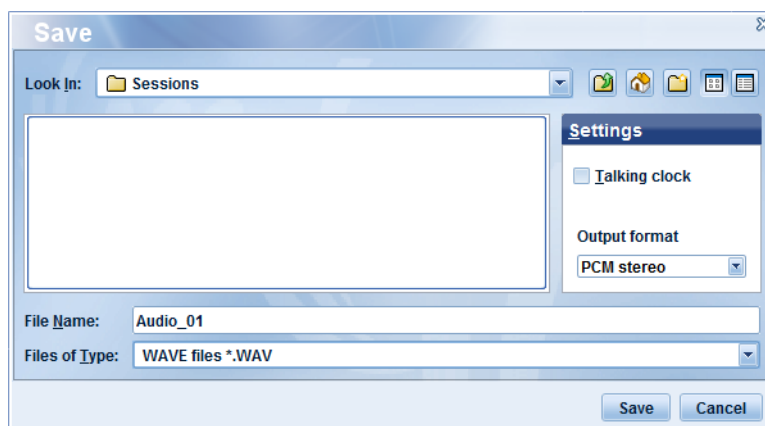 Save
Look In: Sessions
Settings
Talking clock
Output format
PCM stereo
File Name: Audio_01
Files of Type: WAVE files *.WAV
Save Cancel